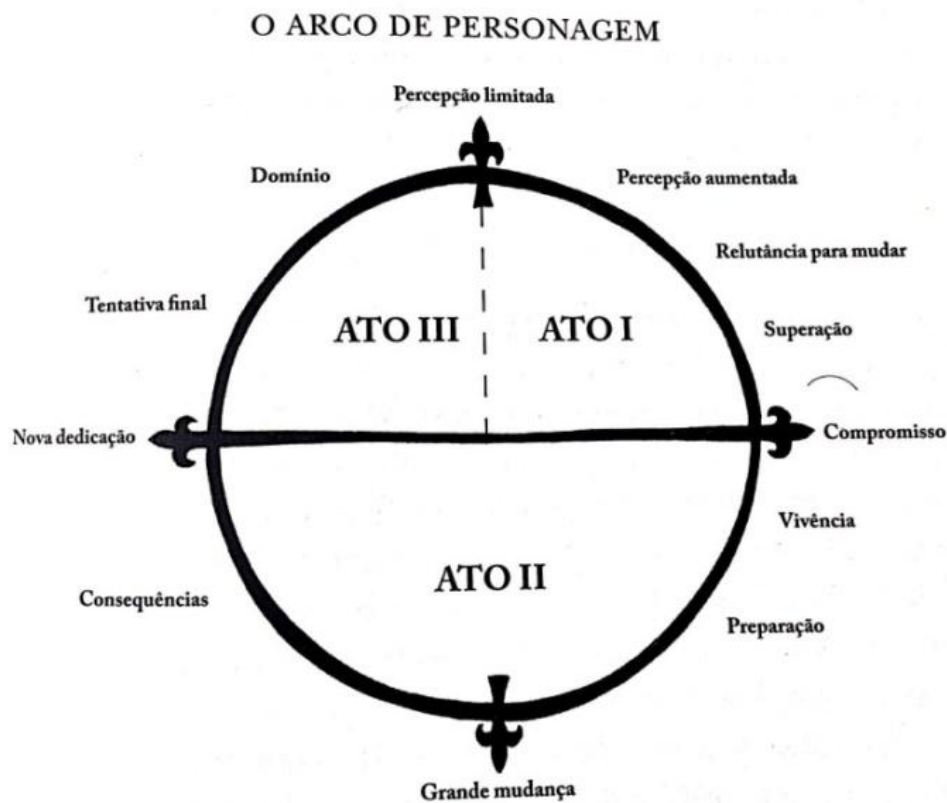 O ARCO DE PERSONAGEM
Percepção limitada
Domínio
Percepção aumentada
Relutância para mudar
Tentativa final
ATO III
ATO I
Superação
Nova dedicação
Compromisso
Vivência
ATO II
Consequências
Preparação
Grande mudança